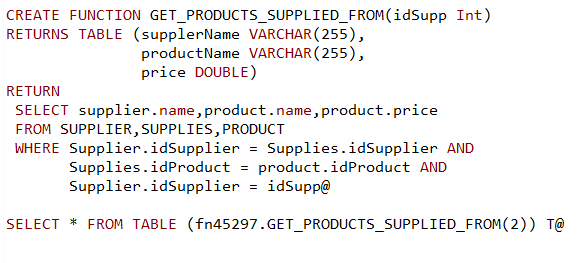 CREATE FUNCTION GET_PRODUCTS_SUPPLIED_FROM(idSupp Int)
RETURNS TABLE (supplerName VARCHAR(255),
productName VARCHAR(255),
price DOUBLE)
RETURN
SELECT supplier.name,product.name,product.price
FROM SUPPLIER,SUPPLIES,PRODUCT
WHERE Supplier.idSupplier = Supplies.idSupplier AND
Supplies.idProduct = product.idProduct AND
Supplier.idSupplier = idSupp@
SELECT * FROM TABLE (fn45297.GET_PRODUCTS_SUPPLIED_FROM(2)) T@